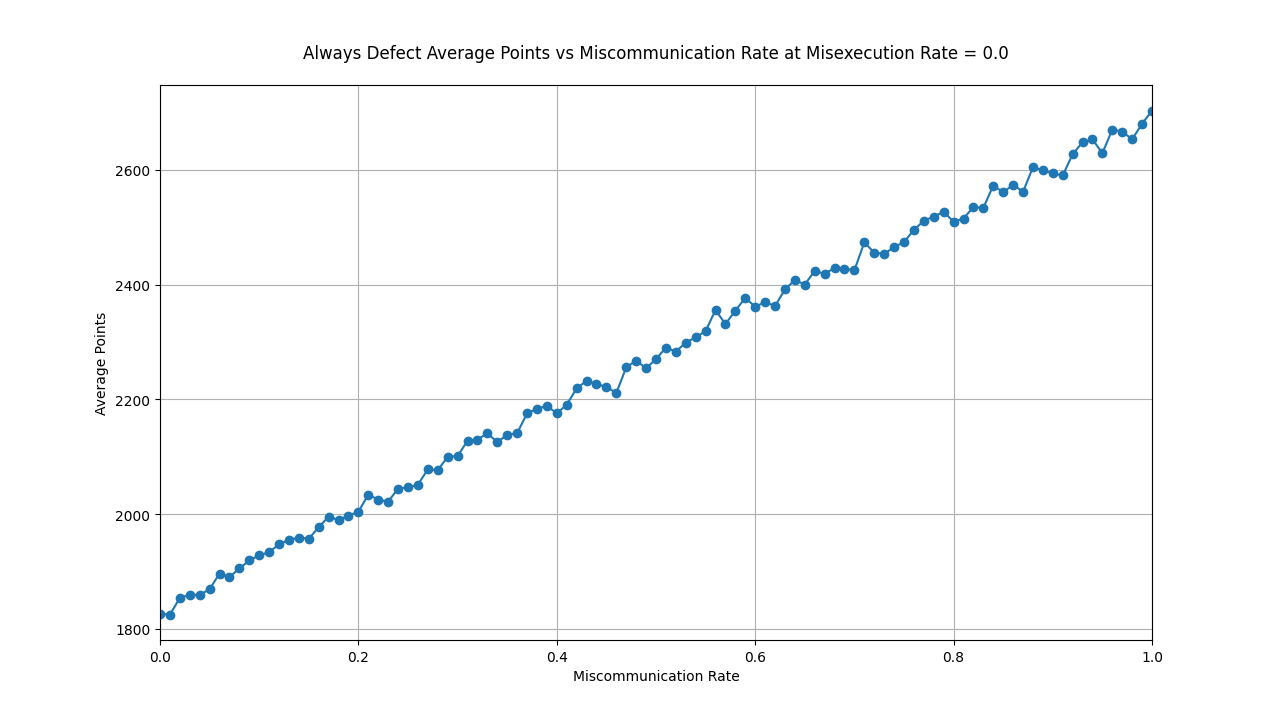 Always Defect Average Points vs Miscommunication Rate at Misexecution Rate = 0.0
Average Points
2600
2400
2200
2000
1800
0.0 0.2 0.4 0.6 0.8 1.0
Miscommunication Rate